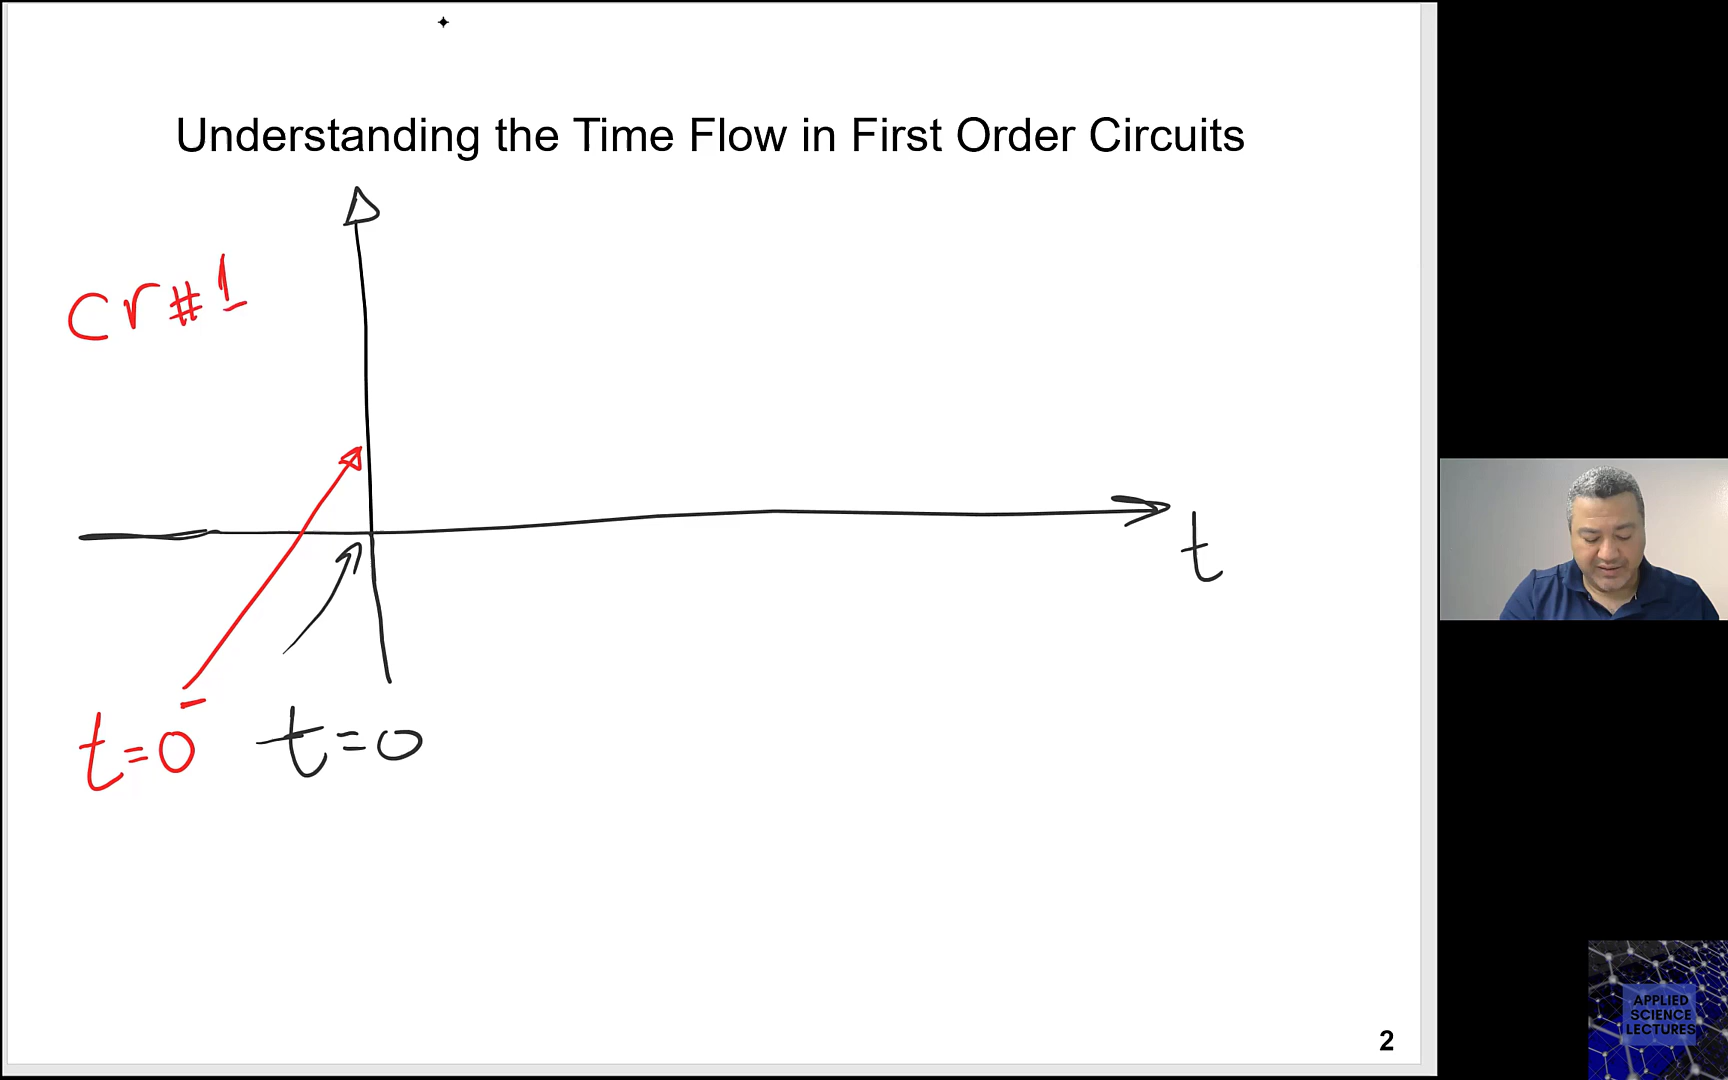 Understanding the Time Flow in First Order Circuits
cr#1
t
t=0⁻
t=0
APPLIED
SCIENCE
LECTURES
2